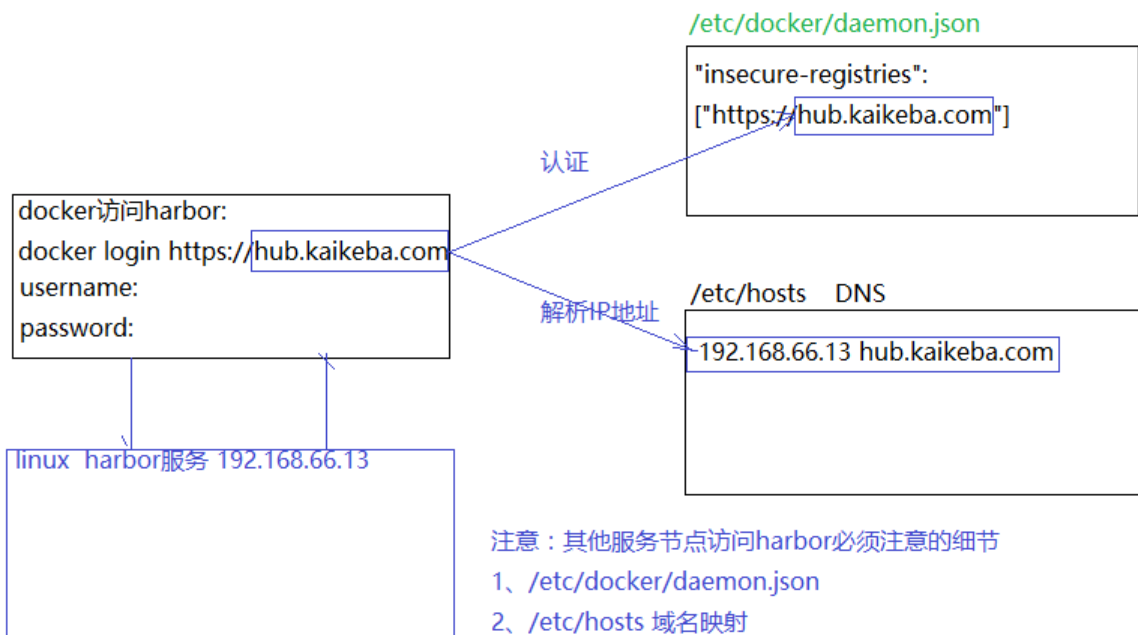 /etc/docker/daemon.json
"insecure-registries":
["https://hub.kaikeba.com"]
认证
docker访问harbor:
docker login https://hub.kaikeba.com
username:
password:
解析IP地址
/etc/hosts DNS
192.168.66.13 hub.kaikeba.com
linux harbor服务 192.168.66.13
注意：其他服务节点访问harbor必须注意的细节
1、/etc/docker/daemon.json
2、/etc/hosts 域名映射